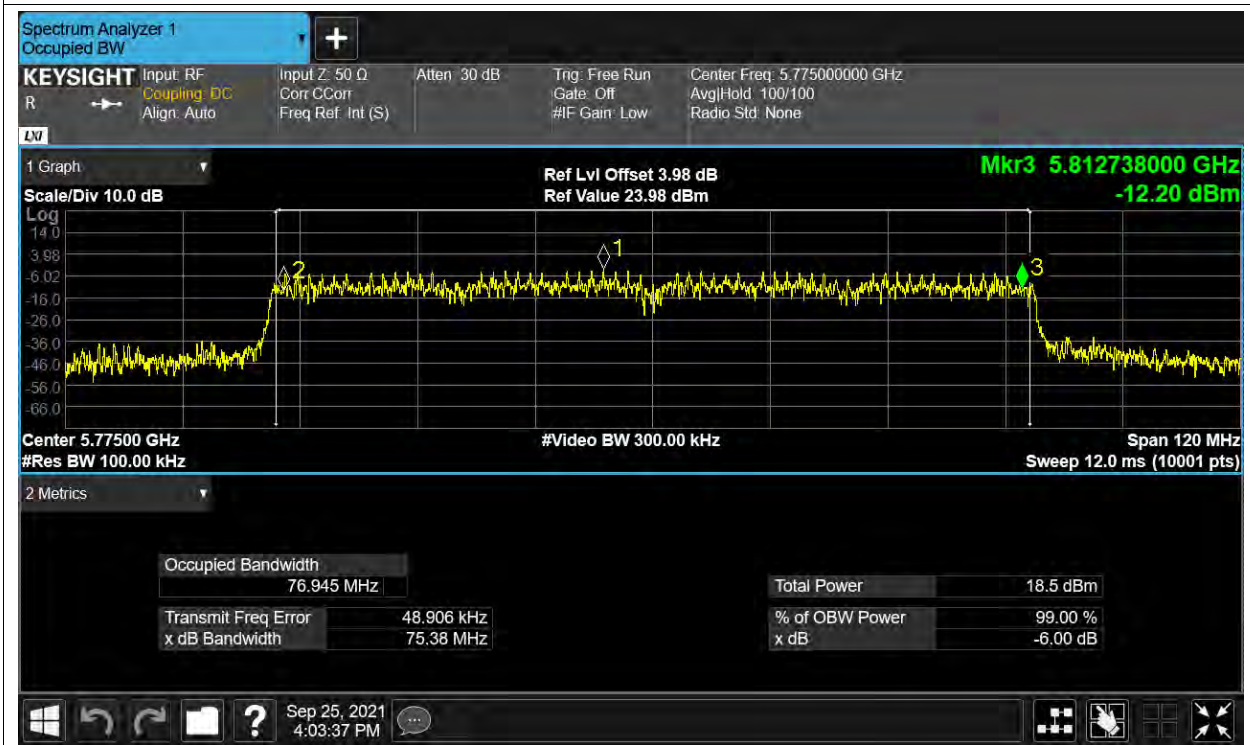 Spectrum Analyzer 1
Occupied BW
+
KEYSIGHT
R
LXI
Input: RF
Coupling: DC
Align: Auto
Input Z: 50 Ω
Corr CCorr
Freq Ref: Int (S)
Atten: 30 dB
Trig: Free Run
Gate: Off
#IF Gain: Low
Center Freq: 5.775000000 GHz
Avg|Hold: 100/100
Radio Std: None
1 Graph
Scale/Div 10.0 dB
Ref Lvl Offset 3.98 dB
Ref Value 23.98 dBm
Mkr3 5.812738000 GHz
-12.20 dBm
Log
14.0
3.98
-6.02
-16.0
-26.0
-36.0
-46.0
-56.0
-66.0
1
2
3
Center 5.77500 GHz
#Res BW 100.00 kHz
#Video BW 300.00 kHz
Span 120 MHz
Sweep 12.0 ms (10001 pts)
2 Metrics
Occupied Bandwidth
76.945 MHz
Transmit Freq Error 48.906 kHz
x dB Bandwidth 75.38 MHz
Total Power 18.5 dBm
% of OBW Power 99.00 %
x dB -6.00 dB
?
Sep 25, 2021
4:03:37 PM